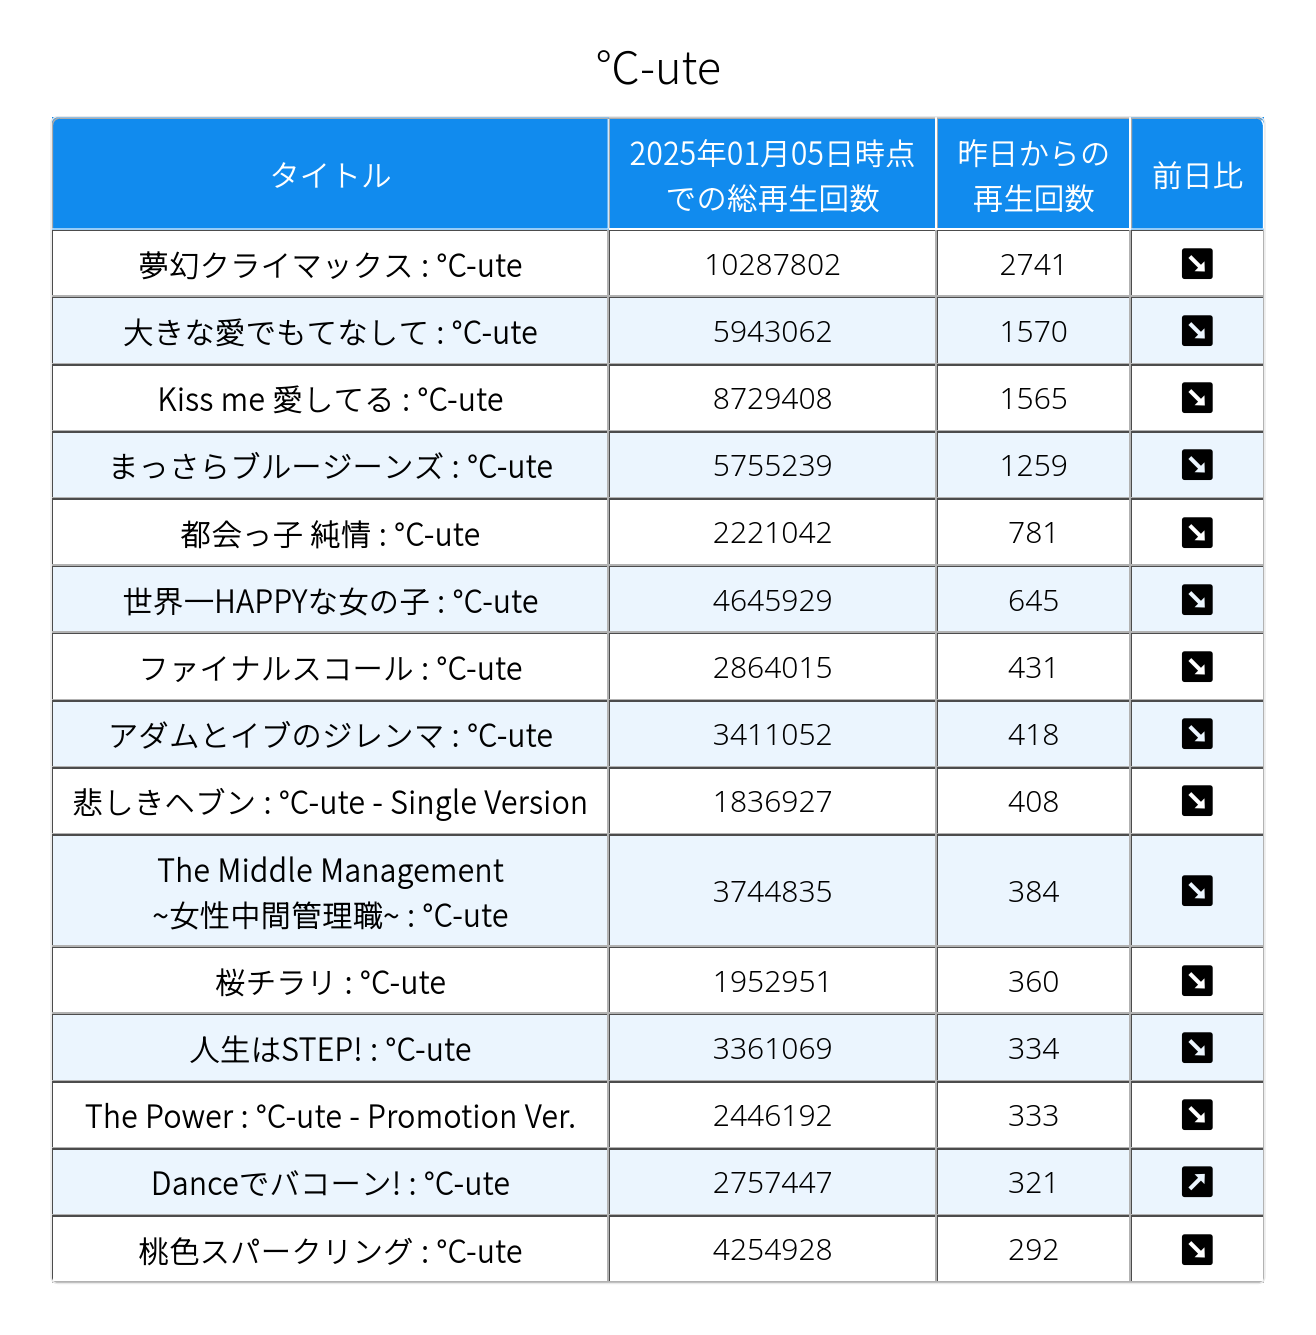 ℃-ute
タイトル 2025年01月05日時点 昨日からの 前日比
での総再生回数 再生回数
夢幻クライマックス : ℃-ute 10287802 2741 ↘
大きな愛でもてなして : ℃-ute 5943062 1570 ↘
Kiss me 愛してる : ℃-ute 8729408 1565 ↘
まっさらブルージーンズ : ℃-ute 5755239 1259 ↘
都会っ子 純情 : ℃-ute 2221042 781 ↘
世界一HAPPYな女の子 : ℃-ute 4645929 645 ↘
ファイナルスコール : ℃-ute 2864015 431 ↘
アダムとイブのジレンマ : ℃-ute 3411052 418 ↘
悲しきヘブン : ℃-ute - Single Version 1836927 408 ↘
The Middle Management
~女性中間管理職~ : ℃-ute 3744835 384 ↘
桜チラリ : ℃-ute 1952951 360 ↘
人生はSTEP! : ℃-ute 3361069 334 ↘
The Power : ℃-ute - Promotion Ver. 2446192 333 ↘
Danceでバコーン! : ℃-ute 2757447 321 ↗
桃色スパークリング : ℃-ute 4254928 292 ↘